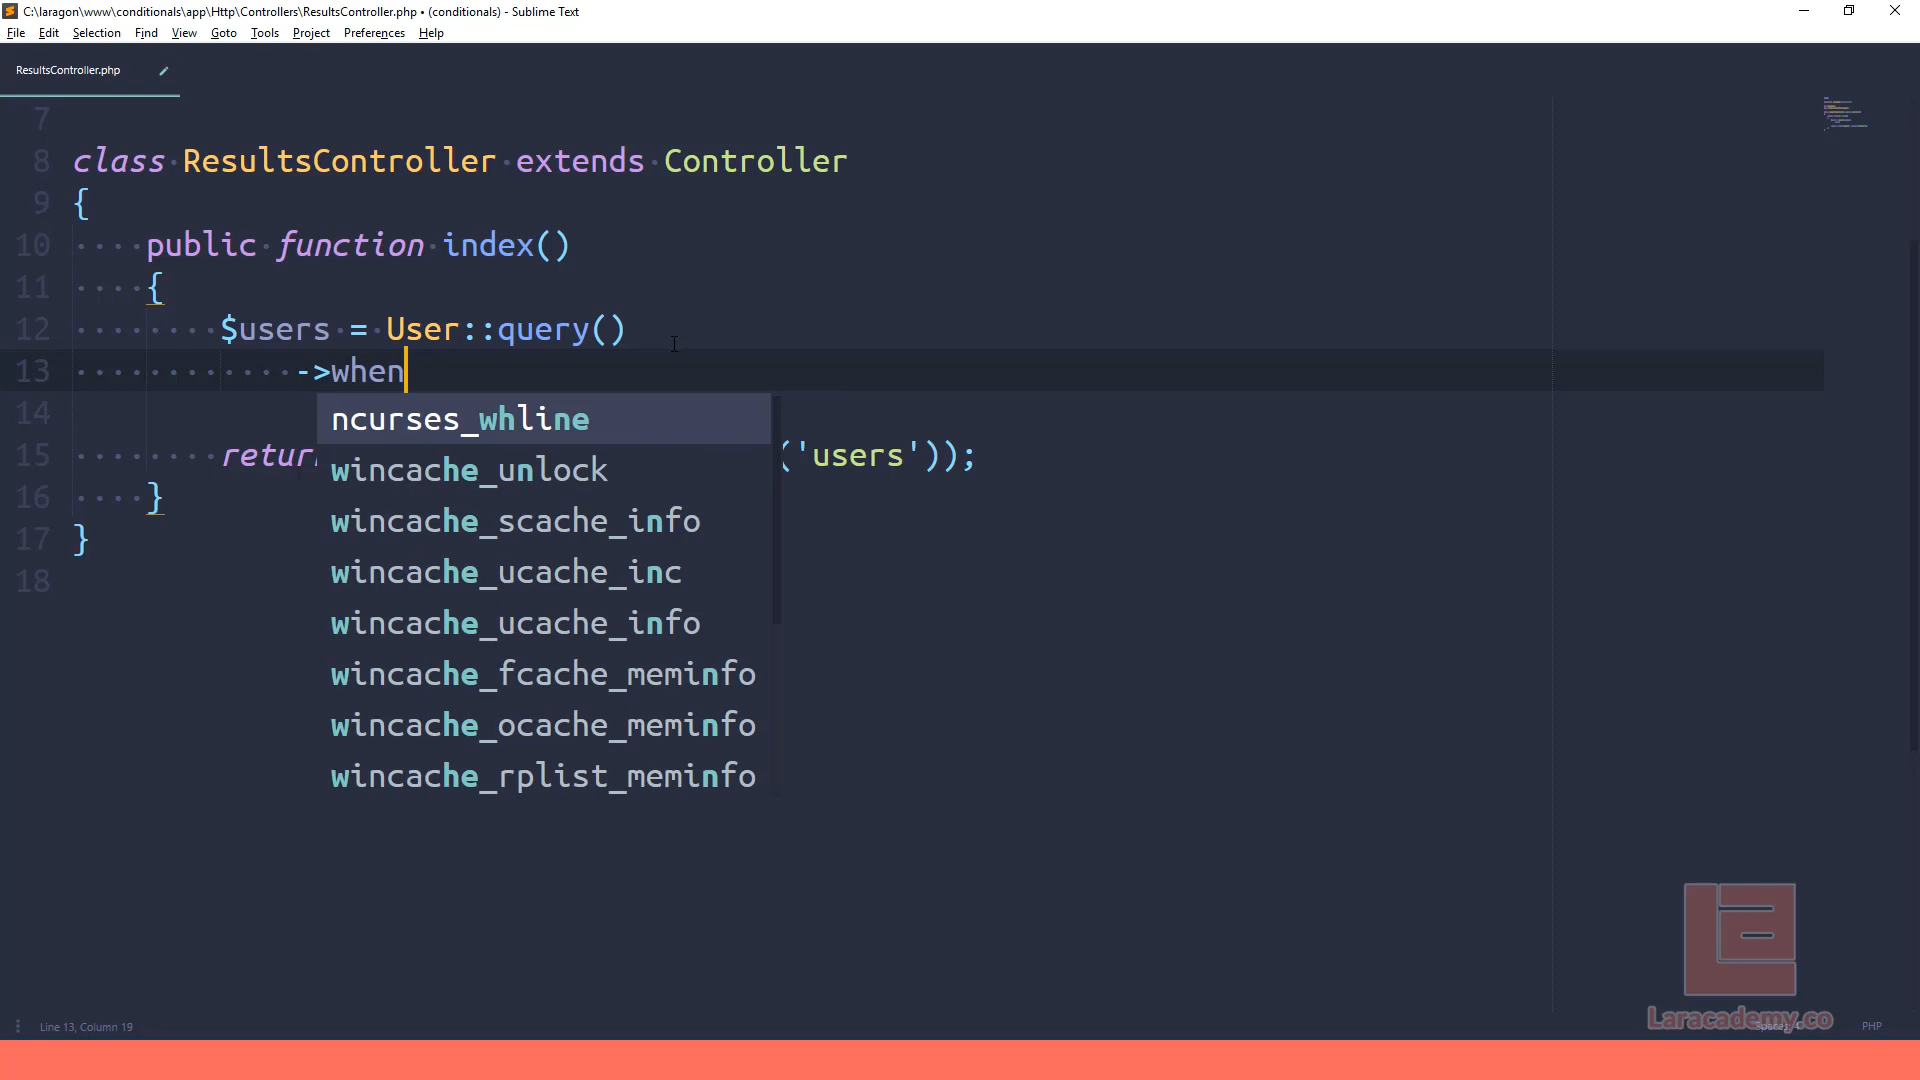 C:\laragon\www\conditionals\app\Http\Controllers\ResultsController.php • (conditionals) - Sublime Text
File Edit Selection Find View Goto Tools Project Preferences Help
ResultsController.php
7
8 class ResultsController extends Controller
9 {
10 public function index()
11 {
12 $users = User::query()
13 ->when
14
15 return ('users'));
16 }
17 }
18
ncurses_whline
wincache_unlock
wincache_scache_info
wincache_ucache_inc
wincache_ucache_info
wincache_fcache_meminfo
wincache_ocache_meminfo
wincache_rplist_meminfo
Laracademy.co
Line 13, Column 19 Spaces: 4 PHP